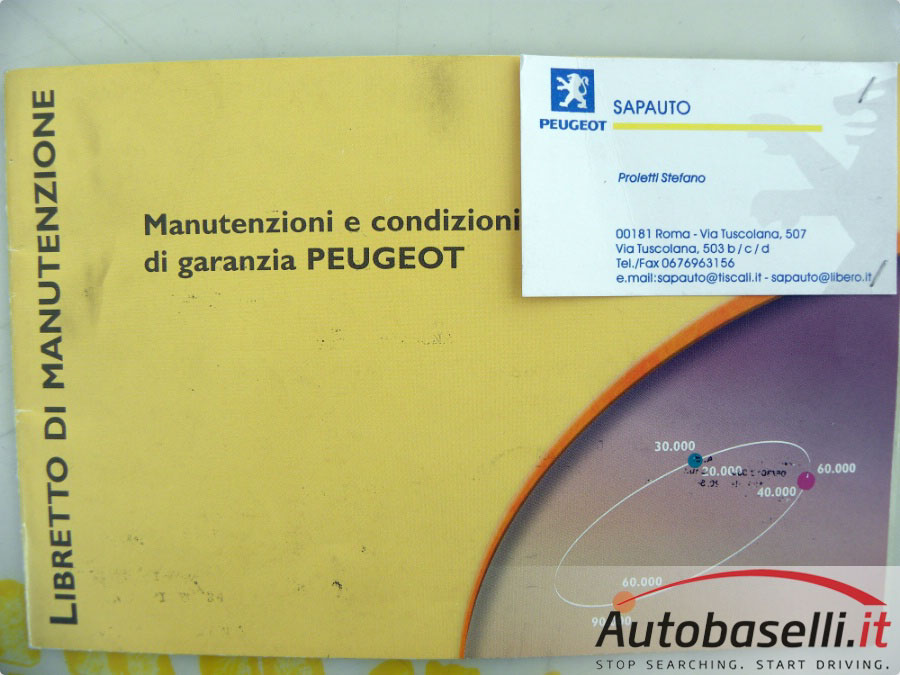 LIBRETTO DI MANUTENZIONE
Manutenzioni e condizioni
di garanzia PEUGEOT
PEUGEOT
SAPAUTO
Proietti Stefano
00181 Roma - Via Tuscolana, 507
Via Tuscolana, 503 b / c / d
Tel./Fax 0676963156
e.mail:sapauto@tiscali.it - sapauto@libero.it
30.000
20.000
60.000
40.000
60.000
Autobaselli.it
STOP SEARCHING. START DRIVING.